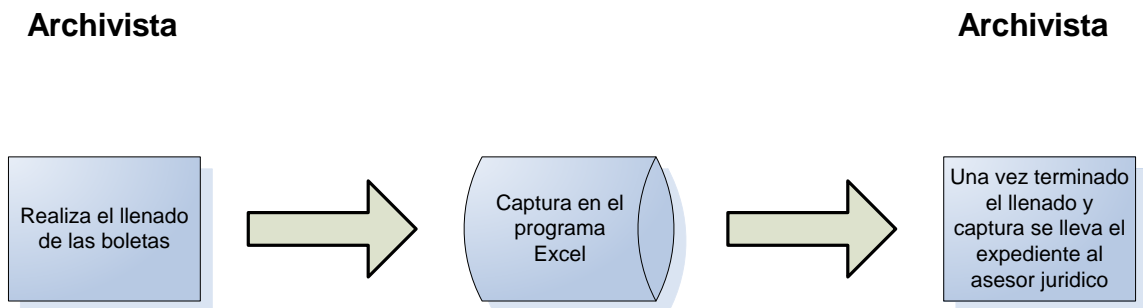 Archivista
Archivista
Realiza el llenado
de las boletas
Captura en el
programa
Excel
Una vez terminado
el llenado y
captura se lleva el
expediente al
asesor juridico